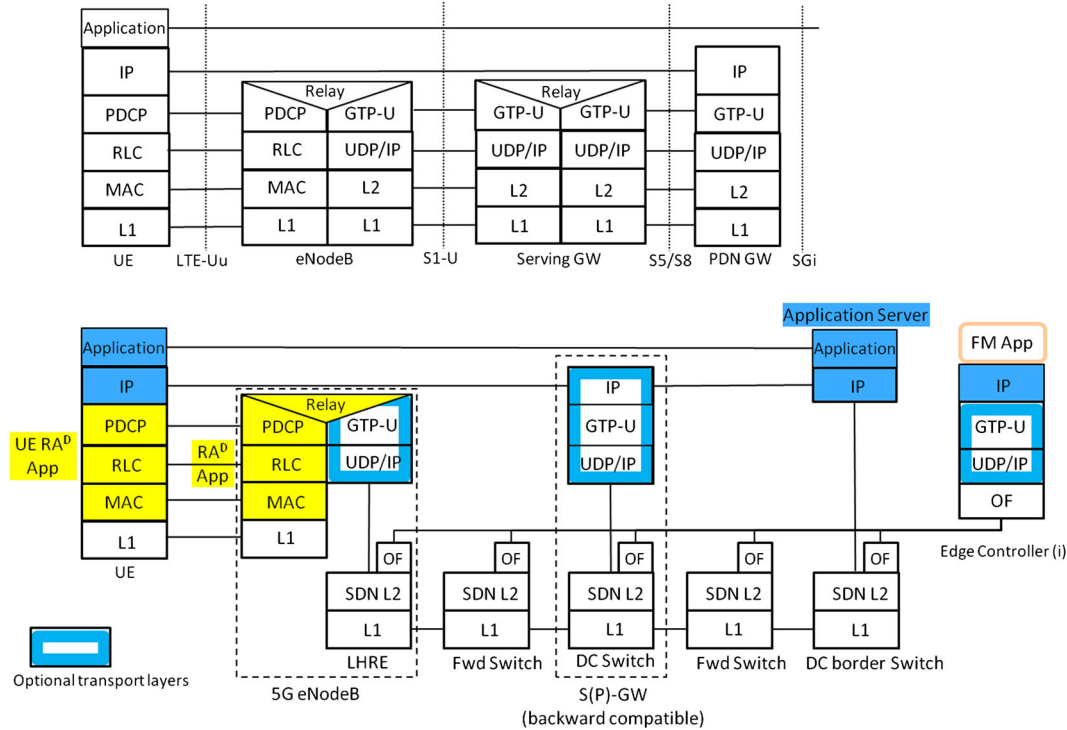 Application
IP
PDCP
RLC
MAC
L1
UE
LTE-Uu
Relay
PDCP GTP-U
RLC UDP/IP
MAC L2
L1 L1
eNodeB
S1-U
Relay
GTP-U GTP-U
UDP/IP UDP/IP
L2 L2
L1 L1
Serving GW
S5/S8
IP
GTP-U
UDP/IP
L2
L1
PDN GW
SGi
Application
IP
PDCP
RLC
MAC
L1
UE
UE RAᴰ
App
RAᴰ
App
Relay
PDCP GTP-U
RLC UDP/IP
MAC
L1
OF
SDN L2
L1
LHRE
5G eNodeB
OF
SDN L2
L1
Fwd Switch
IP
GTP-U
UDP/IP
OF
SDN L2
L1
DC Switch
S(P)-GW
(backward compatible)
OF
SDN L2
L1
Fwd Switch
Application Server
Application
IP
OF
SDN L2
L1
DC border Switch
FM App
IP
GTP-U
UDP/IP
OF
Edge Controller (i)
Optional transport layers